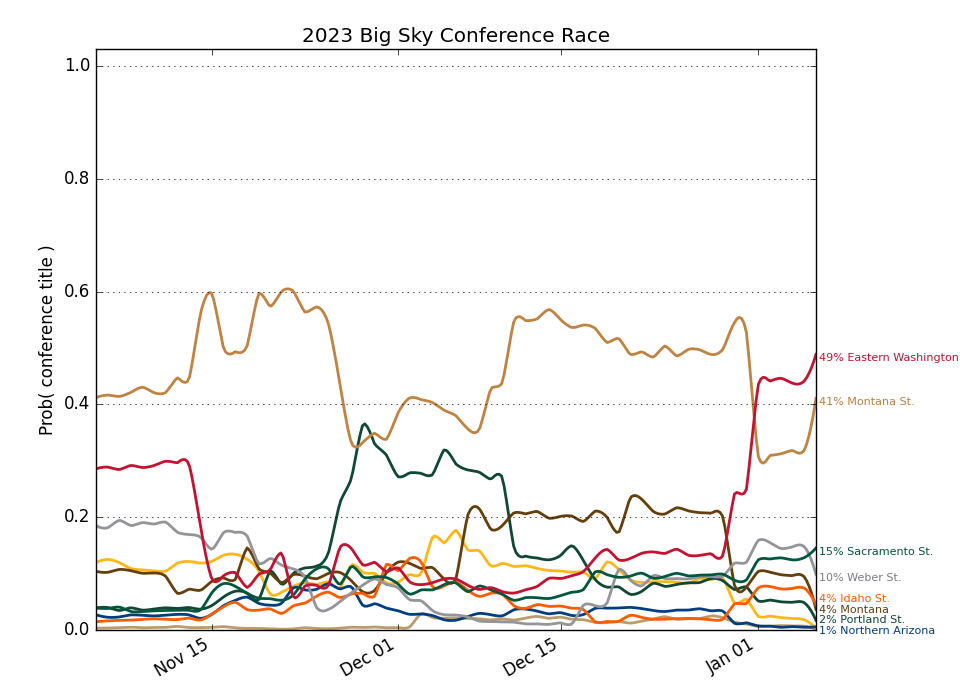 2023 Big Sky Conference Race
Prob( conference title )
1.0
0.8
0.6
0.4
0.2
0.0
Nov 15
Dec 01
Dec 15
Jan 01
49% Eastern Washington
41% Montana St.
15% Sacramento St.
10% Weber St.
4% Idaho St.
4% Montana
2% Portland St.
1% Northern Arizona